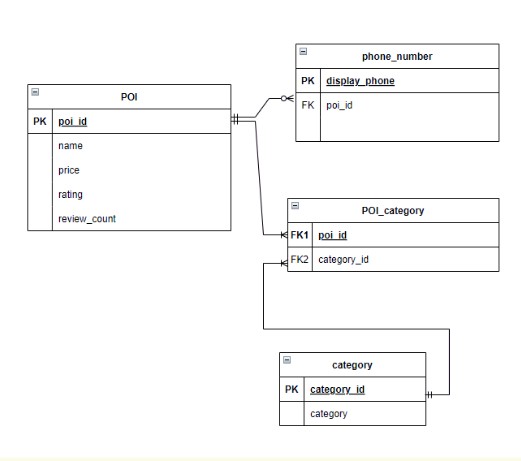 phone_number
PK display_phone
FK poi_id
POI
PK poi_id
name
price
rating
review_count
POI_category
FK1 poi_id
FK2 category_id
category
PK category_id
category